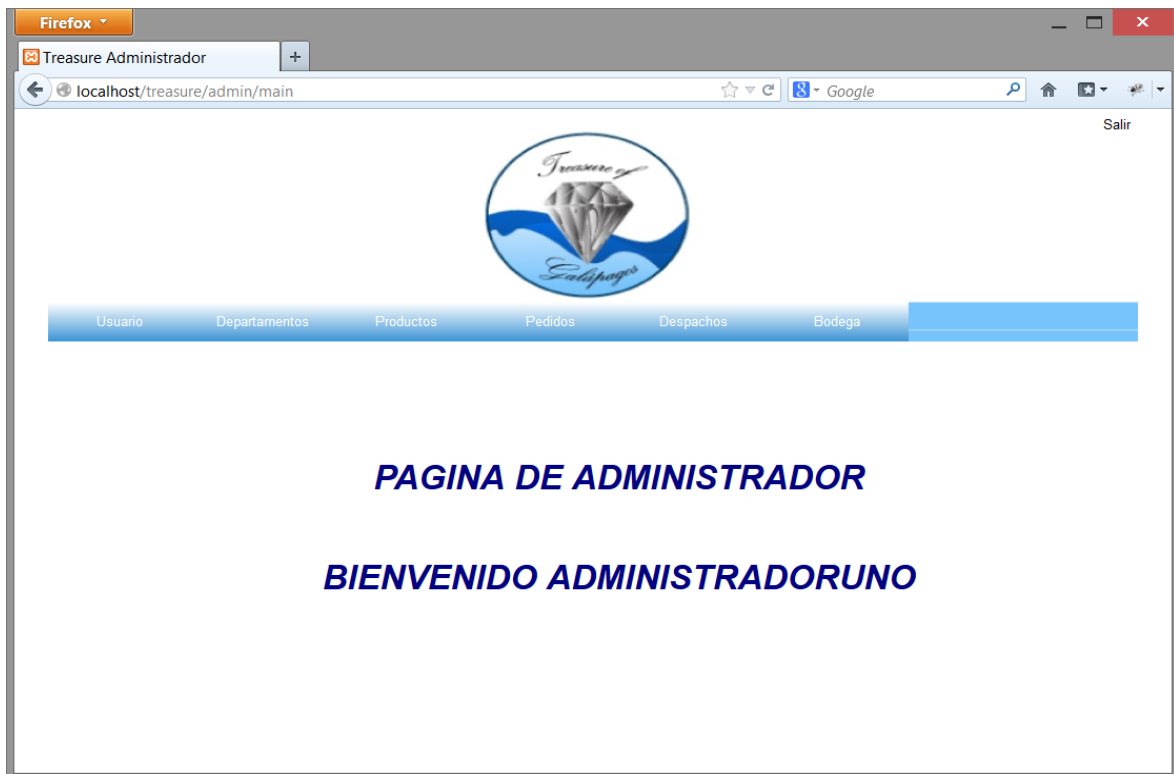 Firefox
Treasure Administrador
localhost/treasure/admin/main
Google
Salir
Treasure of
Galápagos
Usuario Departamentos Productos Pedidos Despachos Bodega
PAGINA DE ADMINISTRADOR
BIENVENIDO ADMINISTRADORUNO